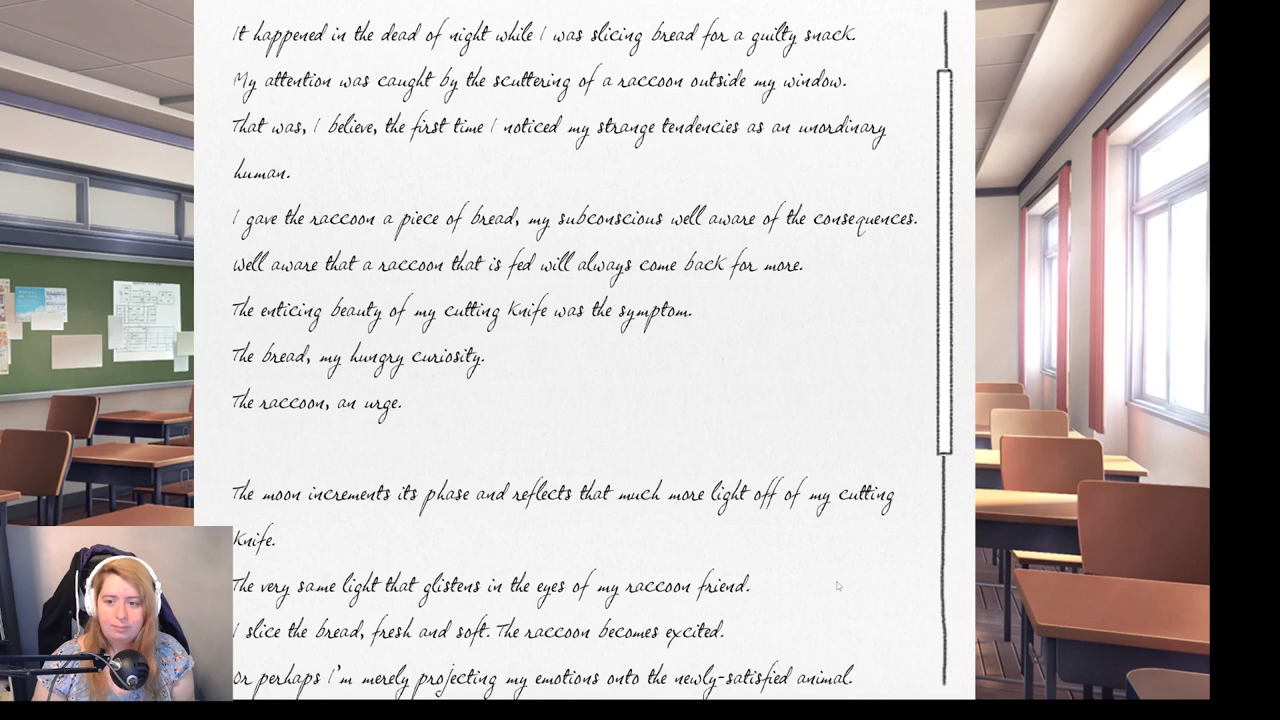 It happened in the dead of night while I was slicing bread for a guilty snack.
My attention was caught by the scuttering of a raccoon outside my window.
That was, I believe, the first time I noticed my strange tendencies as an unordinary
human.
I gave the raccoon a piece of bread, my subconscious well aware of the consequences.
Well aware that a raccoon that is fed will always come back for more.
The enticing beauty of my cutting knife was the symptom.
The bread, my hungry curiosity.
The raccoon, an urge.
The moon increments its phase and reflects that much more light off of my cutting
knife.
The very same light that glistens in the eyes of my raccoon friend.
I slice the bread, fresh and soft. The raccoon becomes excited.
Or perhaps I'm merely projecting my emotions onto the newly-satisfied animal.